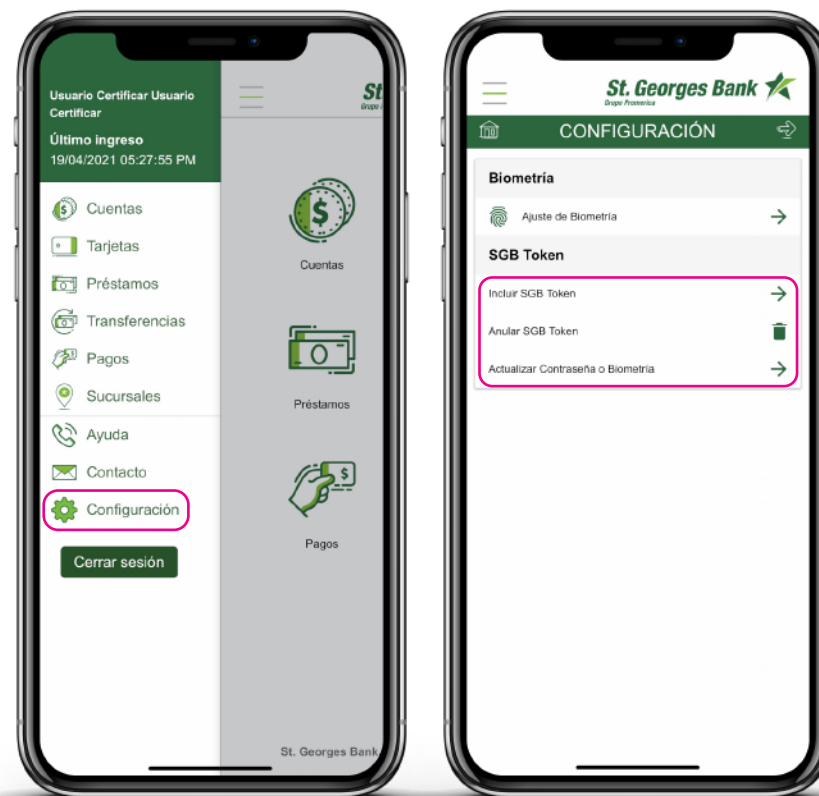 Usuario Certificar Usuario
Certificar
Último ingreso
19/04/2021 05:27:55 PM
Cuentas
Tarjetas
Préstamos
Transferencias
Pagos
Sucursales
Ayuda
Contacto
Configuración
Cerrar sesión
St
Cuentas
Préstamos
Pagos
St. Georges Bank
St. Georges Bank
Grupo Promerica
CONFIGURACIÓN
Biometría
Ajuste de Biometría
SGB Token
Incluir SGB Token
Anular SGB Token
Actualizar Contraseña o Biometría